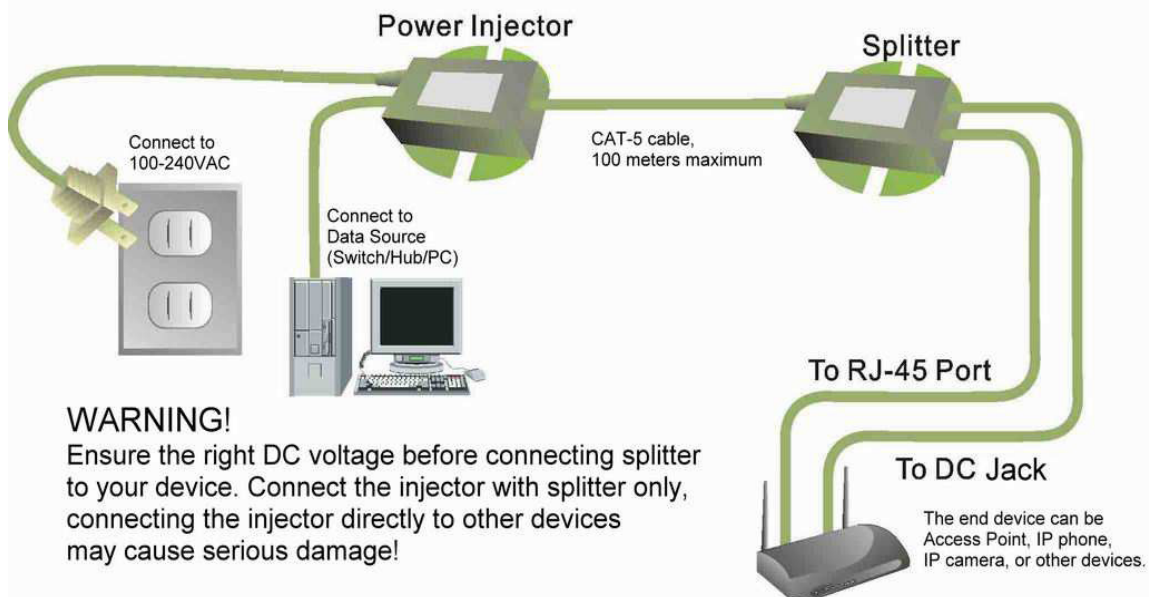 Power Injector
Splitter
Connect to
100-240VAC
CAT-5 cable,
100 meters maximum
Connect to
Data Source
(Switch/Hub/PC)
To RJ-45 Port
To DC Jack
WARNING!
Ensure the right DC voltage before connecting splitter
to your device. Connect the injector with splitter only,
connecting the injector directly to other devices
may cause serious damage!
The end device can be
Access Point, IP phone,
IP camera, or other devices.